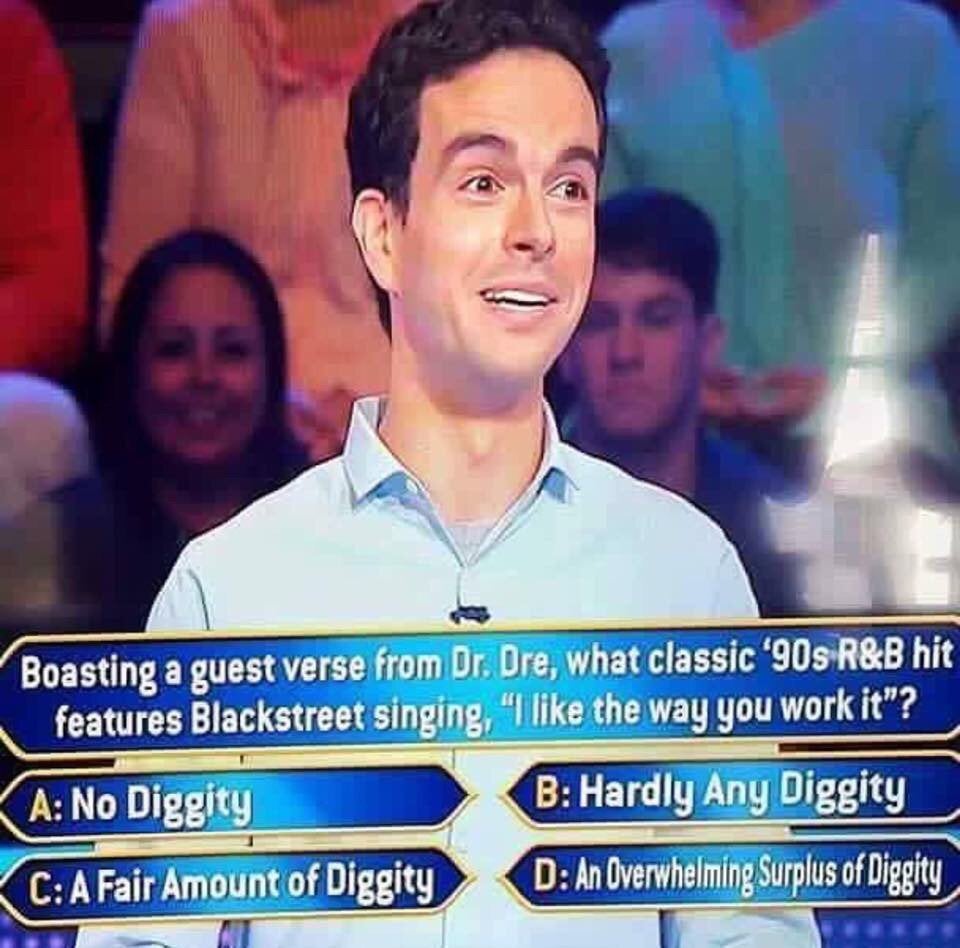 Boasting a guest verse from Dr. Dre, what classic ‘90s R&B hit
features Blackstreet singing, “I like the way you work it”?
A: No Diggity
B: Hardly Any Diggity
C: A Fair Amount of Diggity
D: An Overwhelming Surplus of Diggity